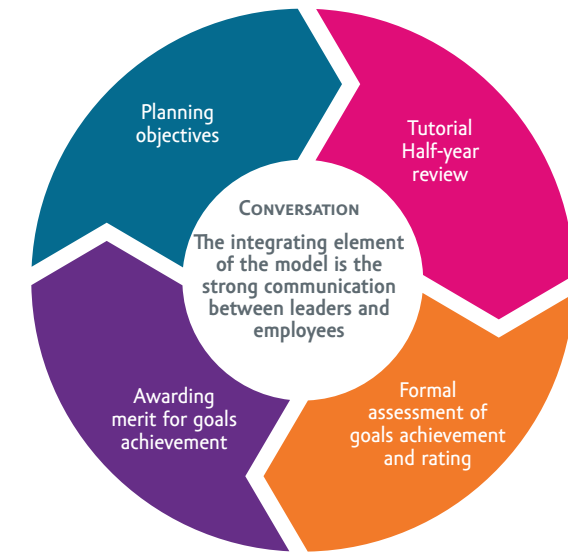 Planning
objectives
Tutorial
Half-year
review
CONVERSATION
The integrating element
of the model is the
strong communication
between leaders and
employees
Awarding
merit for goals
achievement
Formal
assessment of
goals achievement
and rating